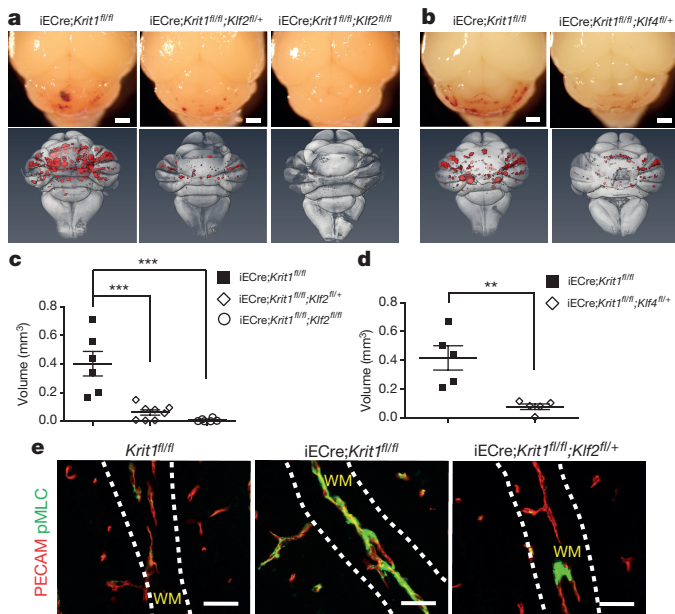 a
iECre;Krit1fl/fl
iECre;Krit1fl/fl;Klf2fl/+
iECre;Krit1fl/fl;Klf2fl/fl
b
iECre;Krit1fl/fl
iECre;Krit1fl/fl;Klf4fl/+
c
***
***
iECre;Krit1fl/fl
iECre;Krit1fl/fl;Klf2fl/+
iECre;Krit1fl/fl;Klf2fl/fl
Volume (mm3)
0.8
0.6
0.4
0.2
0.0
d
**
iECre;Krit1fl/fl
iECre;Krit1fl/fl;Klf4fl/+
Volume (mm3)
0.8
0.6
0.4
0.2
0.0
e
Krit1fl/fl
iECre;Krit1fl/fl
iECre;Krit1fl/fl;Klf2fl/+
PECAM pMLC
WM
WM
WM